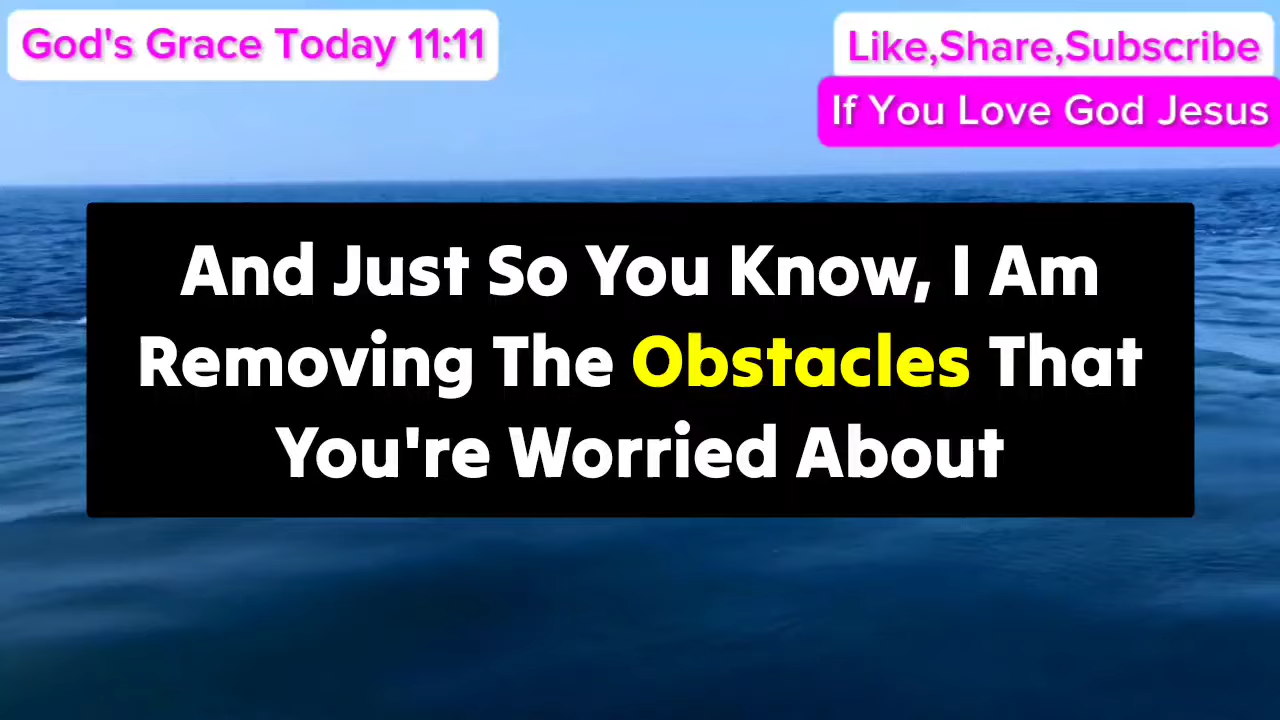 God's Grace Today 11:11
Like,Share,Subscribe
If You Love God Jesus
And Just So You Know, I Am
Removing The Obstacles That
You're Worried About